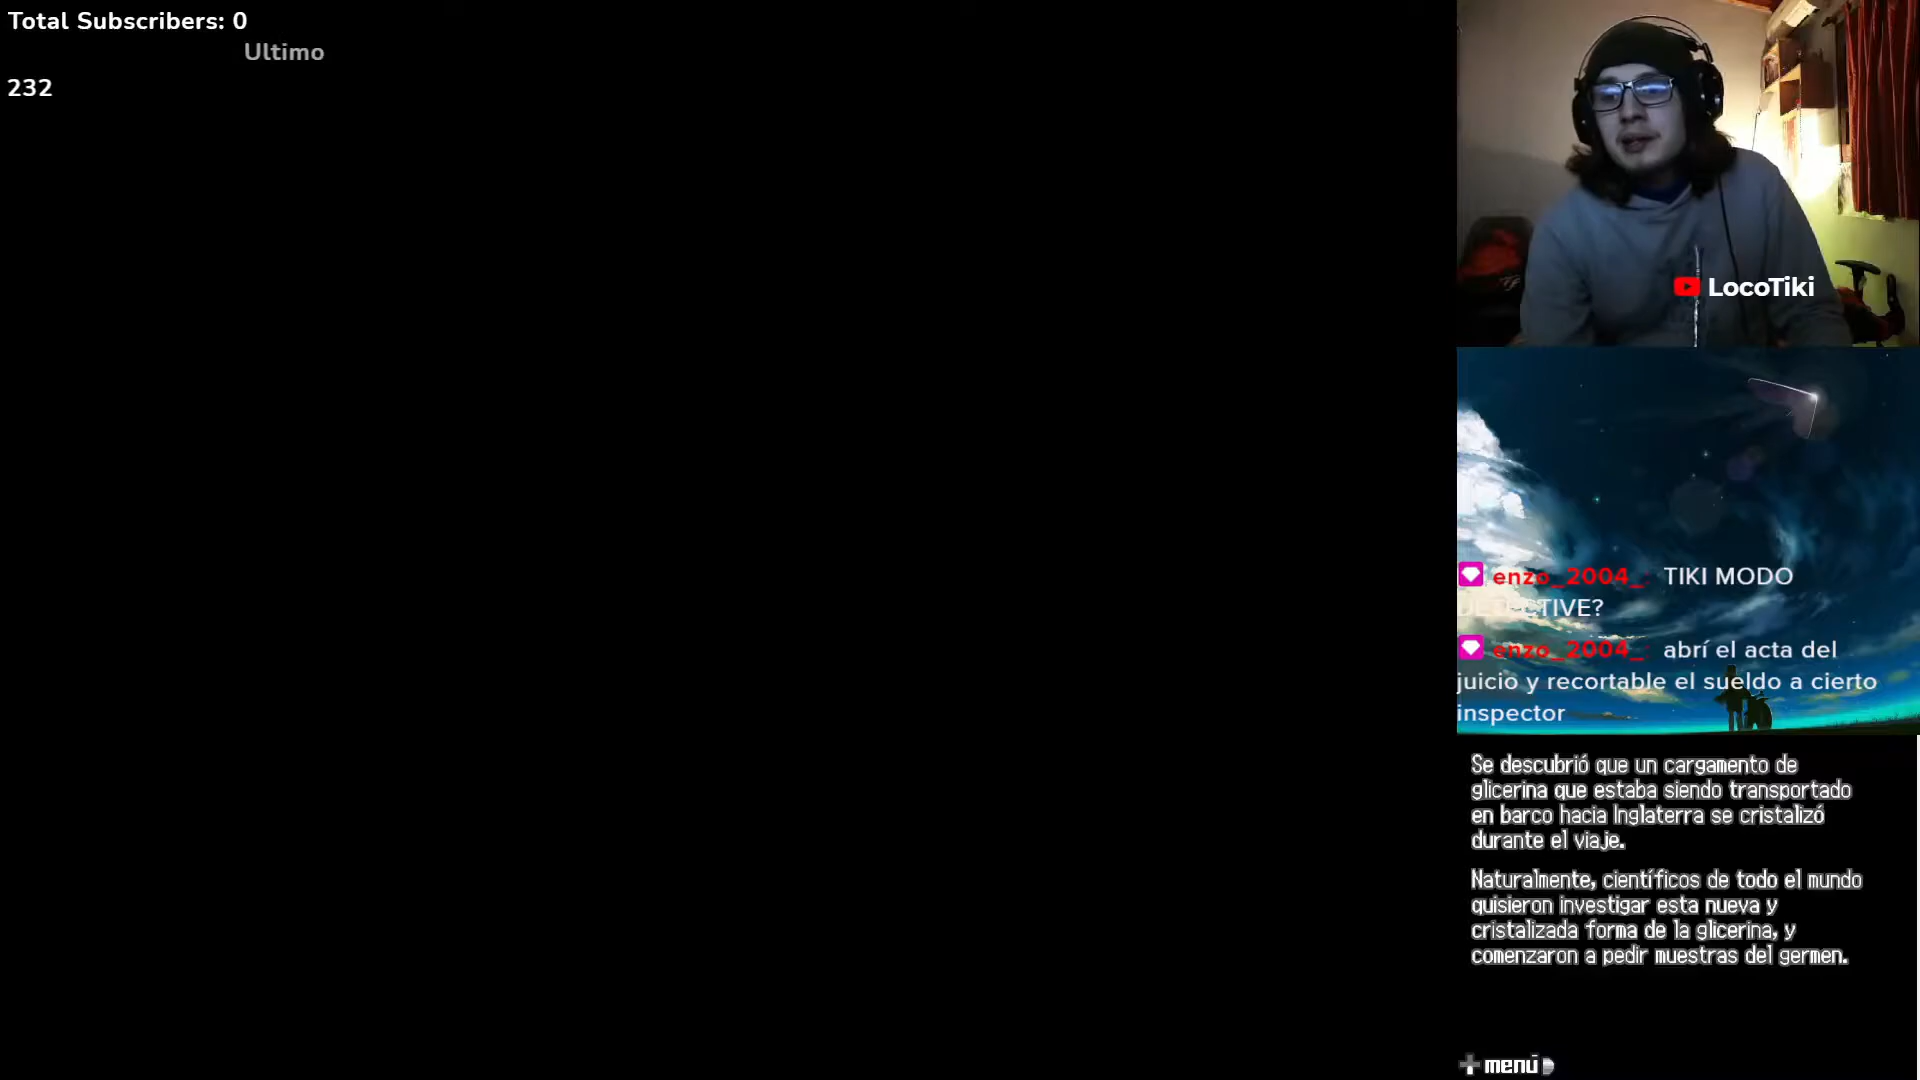 Total Subscribers: 0
Ultimo
232
LocoTiki
enzo_2004_: TIKI MODO
DETECTIVE?
enzo_2004_: abrí el acta del
juicio y recortable el sueldo a cierto
inspector
Se descubrió que un cargamento de
glicerina que estaba siendo transportado
en barco hacia Inglaterra se cristalizó
durante el viaje.
Naturalmente, científicos de todo el mundo
quisieron investigar esta nueva y
cristalizada forma de la glicerina, y
comenzaron a pedir muestras del germen.
menú